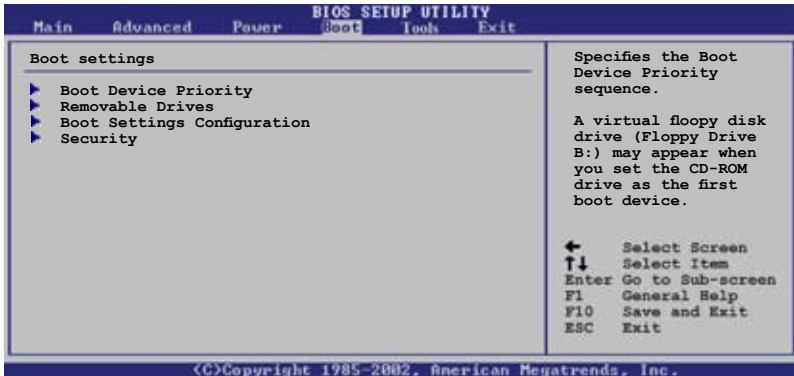 BIOS SETUP UTILITY
Main Advanced Power Boot Tools Exit
Boot settings
Boot Device Priority
Removable Drives
Boot Settings Configuration
Security
Specifies the Boot
Device Priority
sequence.
A virtual floopy disk
drive (Floppy Drive
B:) may appear when
you set the CD-ROM
drive as the first
boot device.
← Select Screen
↑↓ Select Item
Enter Go to Sub-screen
F1 General Help
F10 Save and Exit
ESC Exit
(C)Copyright 1985-2002, American Megatrends, Inc.